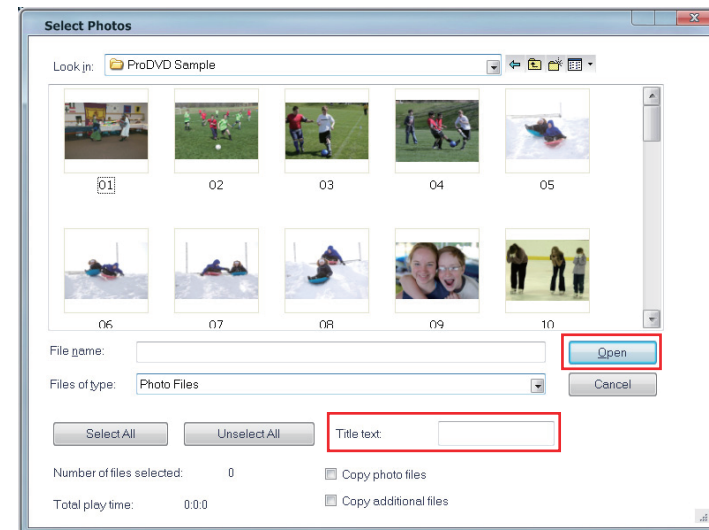 Select Photos
Look in: ProDVD Sample
01 02 03 04 05
06 07 08 09 10
File name: Open
Files of type: Photo Files Cancel
Select All Unselect All Title text:
Number of files selected: 0 Copy photo files
Total play time: 0:0:0 Copy additional files